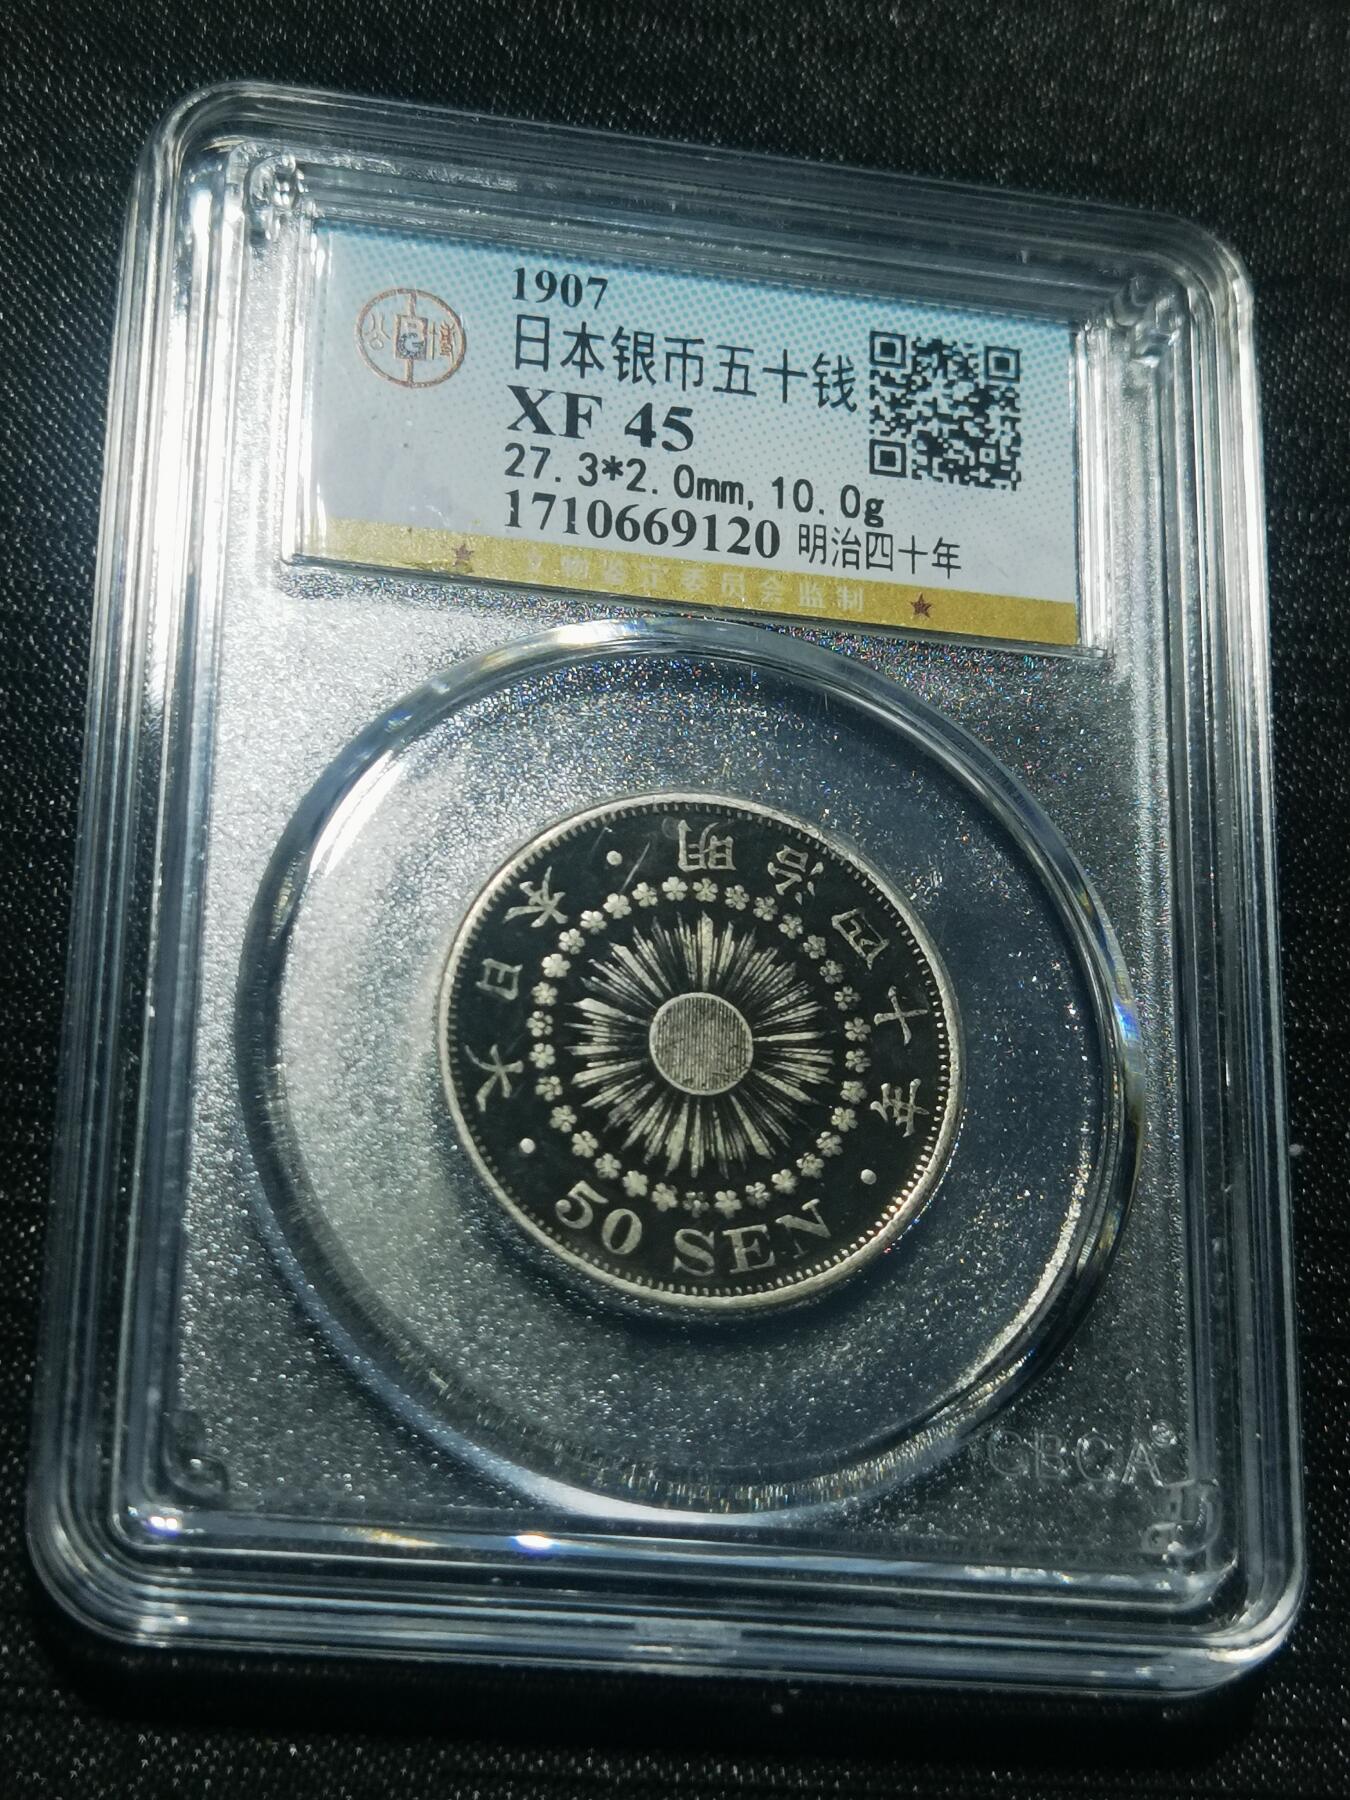 1907
日本银币五十钱
XF 45
27.3*2.0mm,10.0g
1710669120 明治四十年
公 博
文物鉴定委员会监制
明治四十年
大日本
50 SEN
GBCA